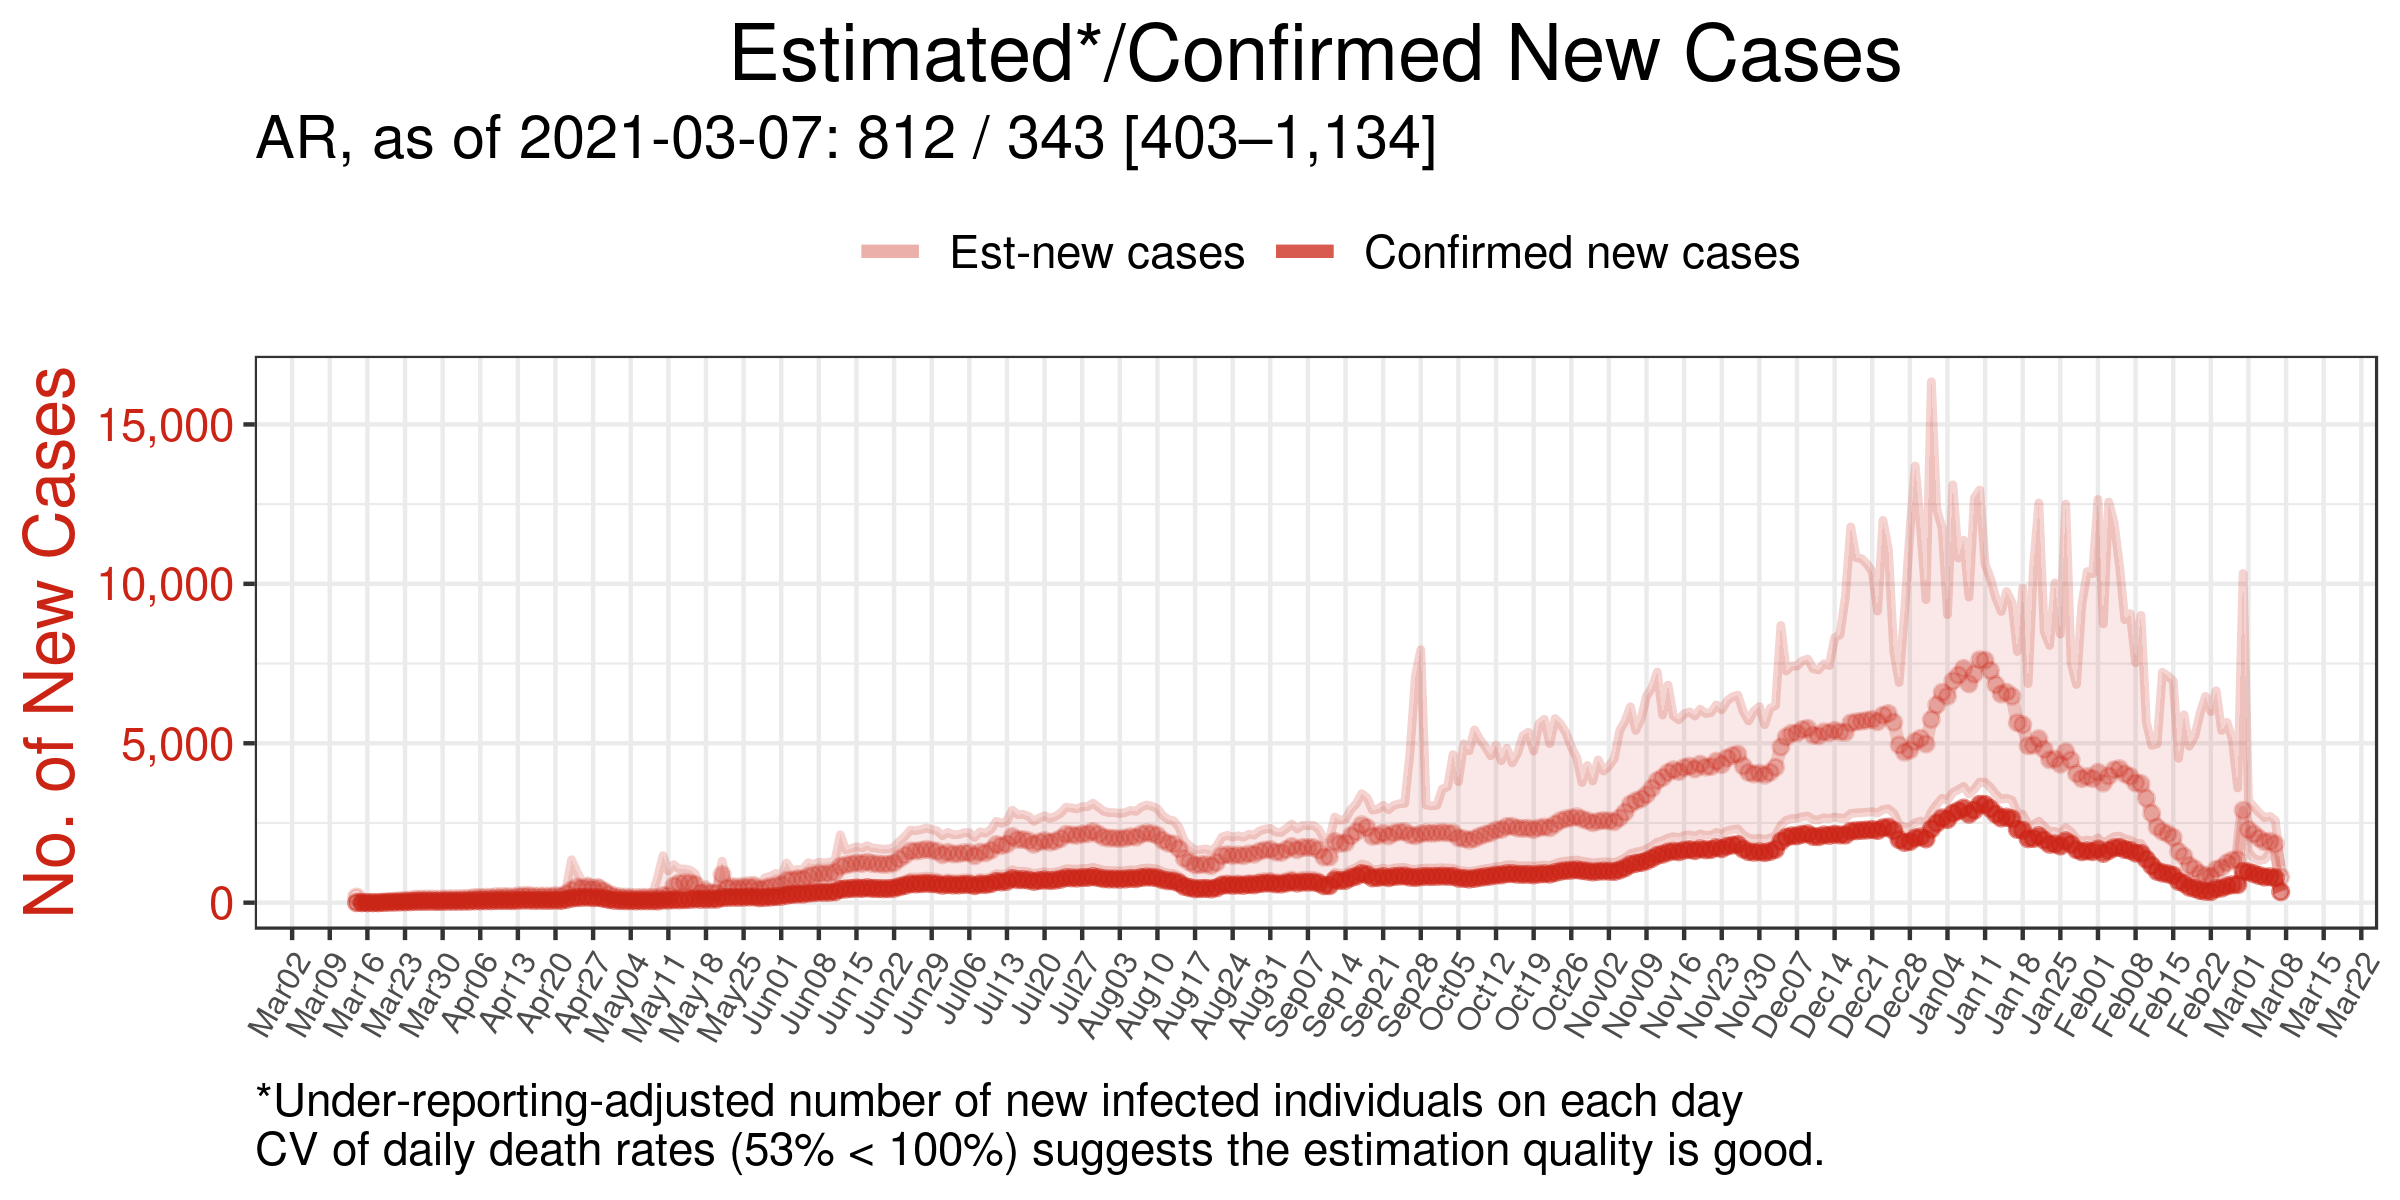 Estimated*/Confirmed New Cases
AR, as of 2021-03-07: 812 / 343 [403–1,134]
Est-new cases
Confirmed new cases
No. of New Cases
15,000
10,000
5,000
0
Mar02
Mar09
Mar16
Mar23
Mar30
Apr06
Apr13
Apr20
Apr27
May04
May11
May18
May25
Jun01
Jun08
Jun15
Jun22
Jun29
Jul06
Jul13
Jul20
Jul27
Aug03
Aug10
Aug17
Aug24
Aug31
Sep07
Sep14
Sep21
Sep28
Oct05
Oct12
Oct19
Oct26
Nov02
Nov09
Nov16
Nov23
Nov30
Dec07
Dec14
Dec21
Dec28
Jan04
Jan11
Jan18
Jan25
Feb01
Feb08
Feb15
Feb22
Mar01
Mar08
Mar15
Mar22
*Under-reporting-adjusted number of new infected individuals on each day
CV of daily death rates (53% < 100%) suggests the estimation quality is good.